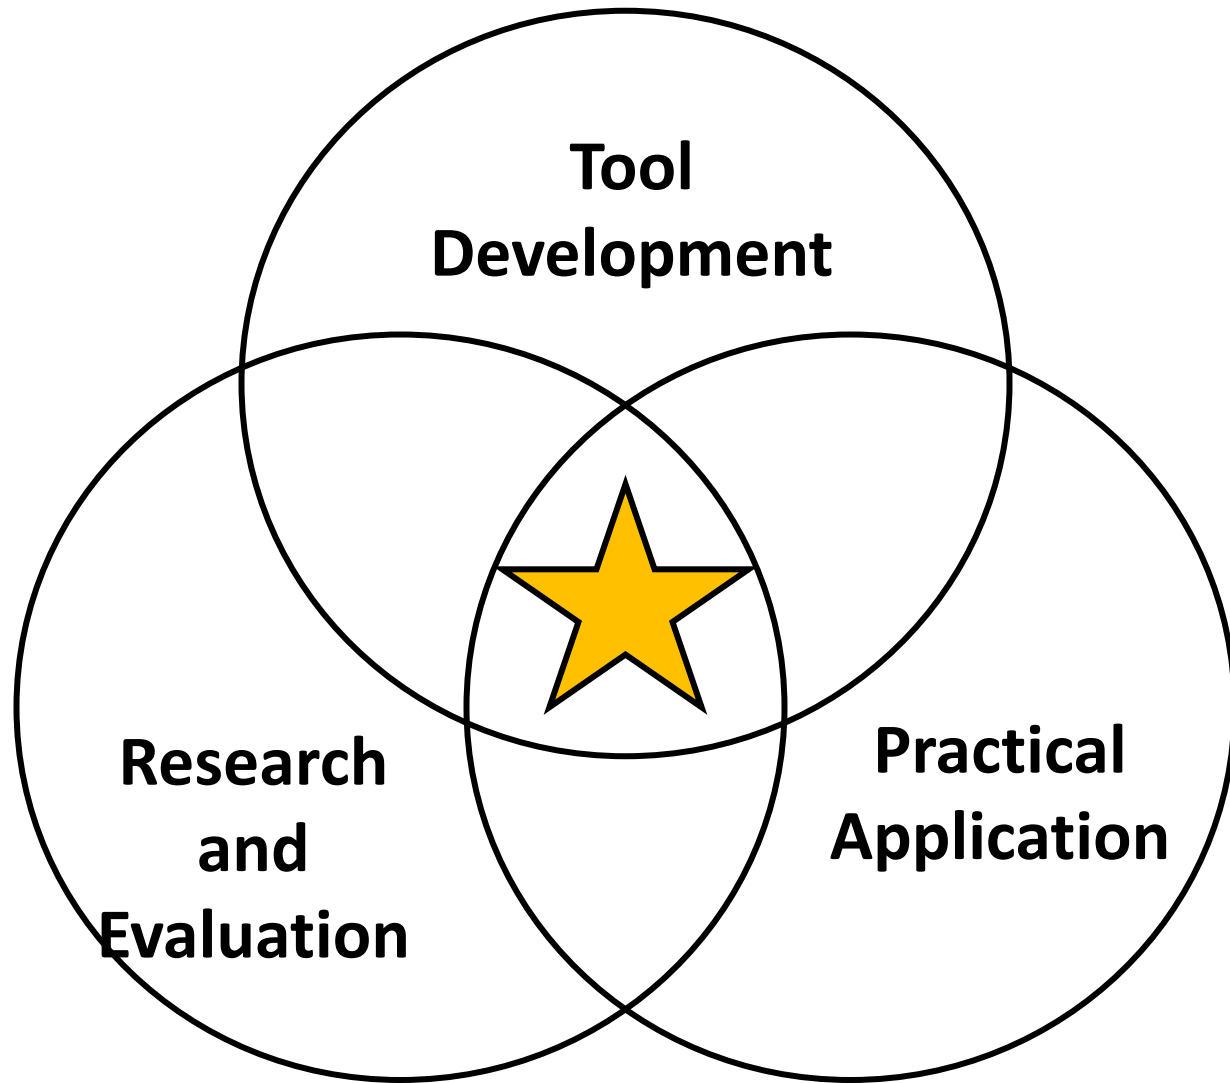 Tool
Development
Research
and
Evaluation
Practical
Application